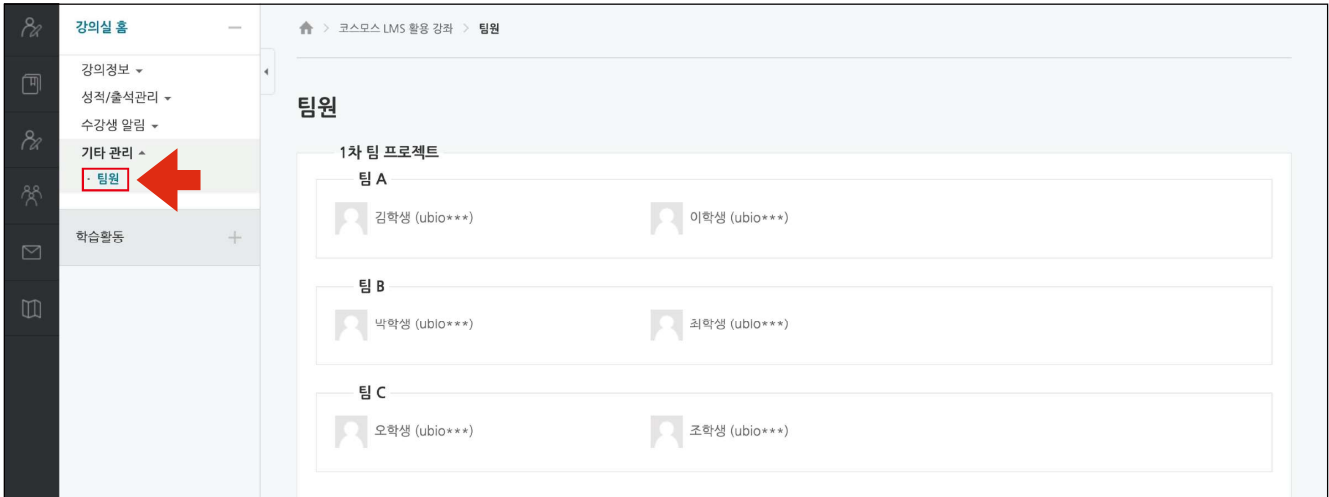 강의실 홈
강의정보
성적/출석관리
수강생 알림
기타 관리
· 팀원
학습활동
코스모스 LMS 활용 강좌 > 팀원
팀원
1차 팀 프로젝트
팀 A
김학생 (ubio***) 이학생 (ubio***)
팀 B
박학생 (ubio***) 최학생 (ubio***)
팀 C
오학생 (ubio***) 조학생 (ubio***)